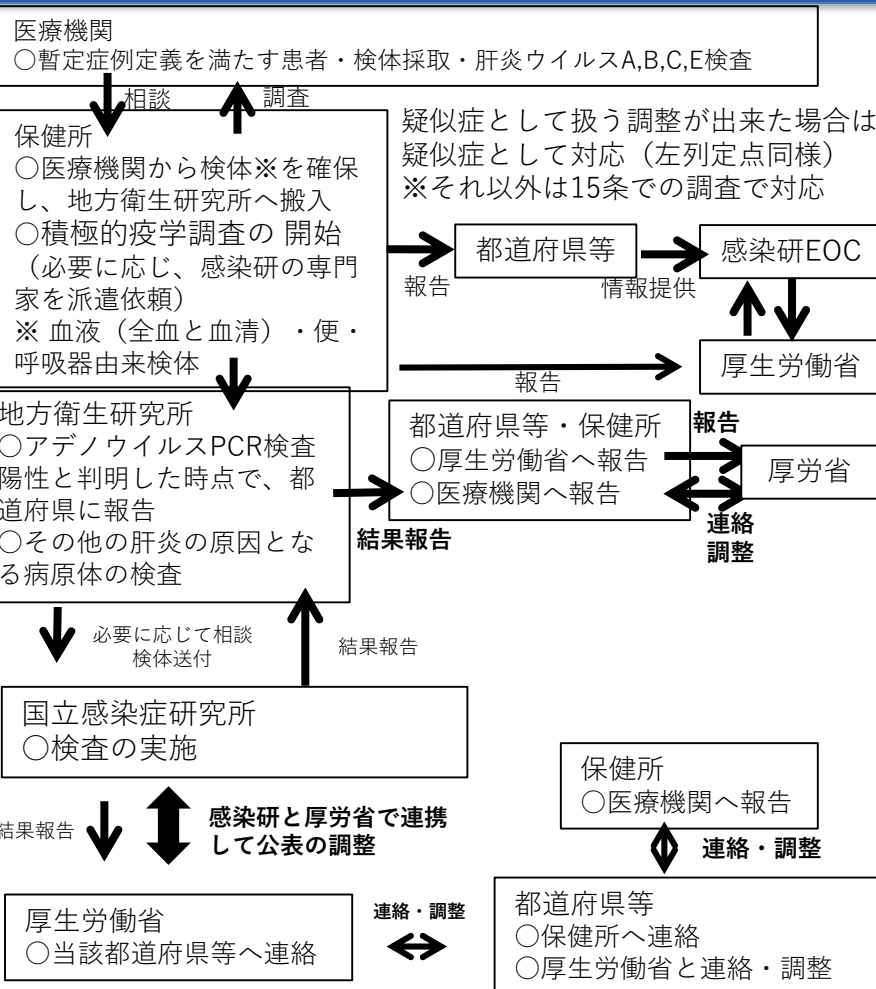 医療機関
○暫定症例定義を満たす患者・検体採取・肝炎ウイルスA,B,C,E検査
相談
調査
保健所
○医療機関から検体※を確保
し、地方衛生研究所へ搬入
○積極的疫学調査の 開始
（必要に応じ、感染研の専門
家を派遣依頼）
※ 血液（全血と血清）・便・
呼吸器由来検体
疑似症として扱う調整が出来た場合は
疑似症として対応（左列定点同様）
※それ以外は15条での調査で対応
都道府県等
感染研EOC
報告
情報提供
厚生労働省
報告
地方衛生研究所
○アデノウイルスPCR検査
陽性と判明した時点で、都
道府県に報告
○その他の肝炎の原因とな
る病原体の検査
都道府県等・保健所
○厚生労働省へ報告
○医療機関へ報告
報告
厚労省
結果報告
連絡
調整
必要に応じて相談
検体送付
結果報告
国立感染症研究所
○検査の実施
保健所
○医療機関へ報告
結果報告
感染研と厚労省で連携
して公表の調整
連絡・調整
厚生労働省
○当該都道府県等へ連絡
連絡・調整
都道府県等
○保健所へ連絡
○厚生労働省と連絡・調整